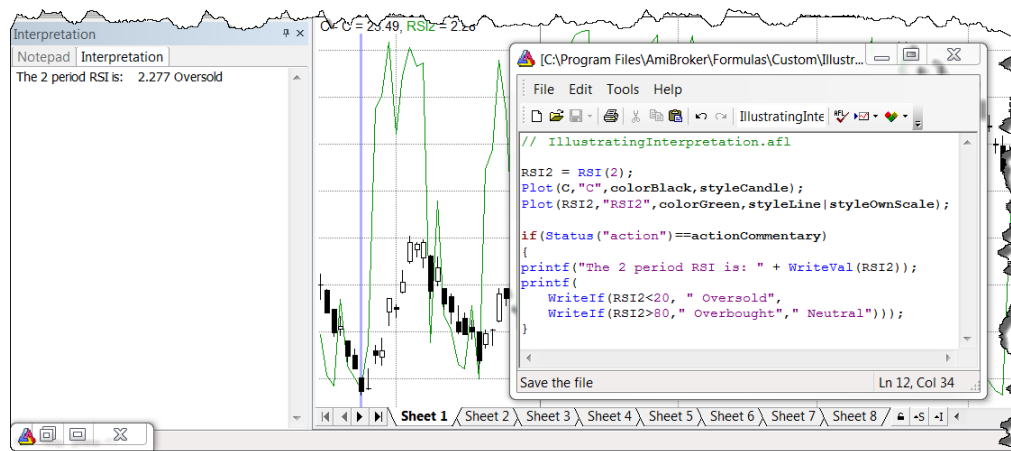 Interpretation
Notepad Interpretation
The 2 period RSI is: 2.277 Oversold
C - C = 29.49, RSI2 = 2.28
[C:\Program Files\AmiBroker\Formulas\Custom\Illustr...
File Edit Tools Help
IllustratingInte
// IllustratingInterpretation.afl
RSI2 = RSI(2);
Plot(C,"C",colorBlack,styleCandle);
Plot(RSI2,"RSI2",colorGreen,styleLine|styleOwnScale);
if(Status("action")==actionCommentary)
{
printf("The 2 period RSI is: " + WriteVal(RSI2));
printf(
WriteIf(RSI2<20, " Oversold",
WriteIf(RSI2>80," Overbought"," Neutral")));
}
Save the file Ln 12, Col 34
Sheet 1 Sheet 2 Sheet 3 Sheet 4 Sheet 5 Sheet 6 Sheet 7 Sheet 8